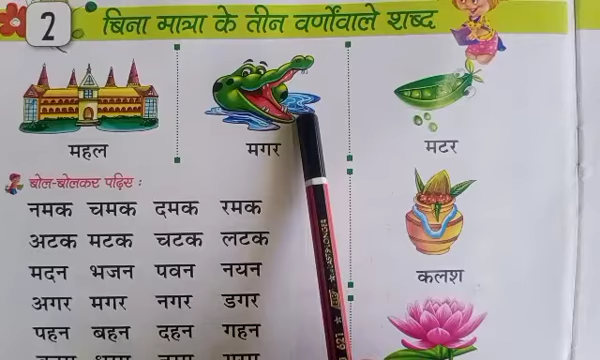 2 बिना मात्रा के तीन वर्णोंवाले शब्द
महल मगर मटर
बोल-बोलकर पढ़िए :
नमक चमक दमक रमक
अटक मटक चटक लटक
मदन भजन पवन नयन
कलश
अगर मगर नगर डगर
पहन बहन दहन गहन